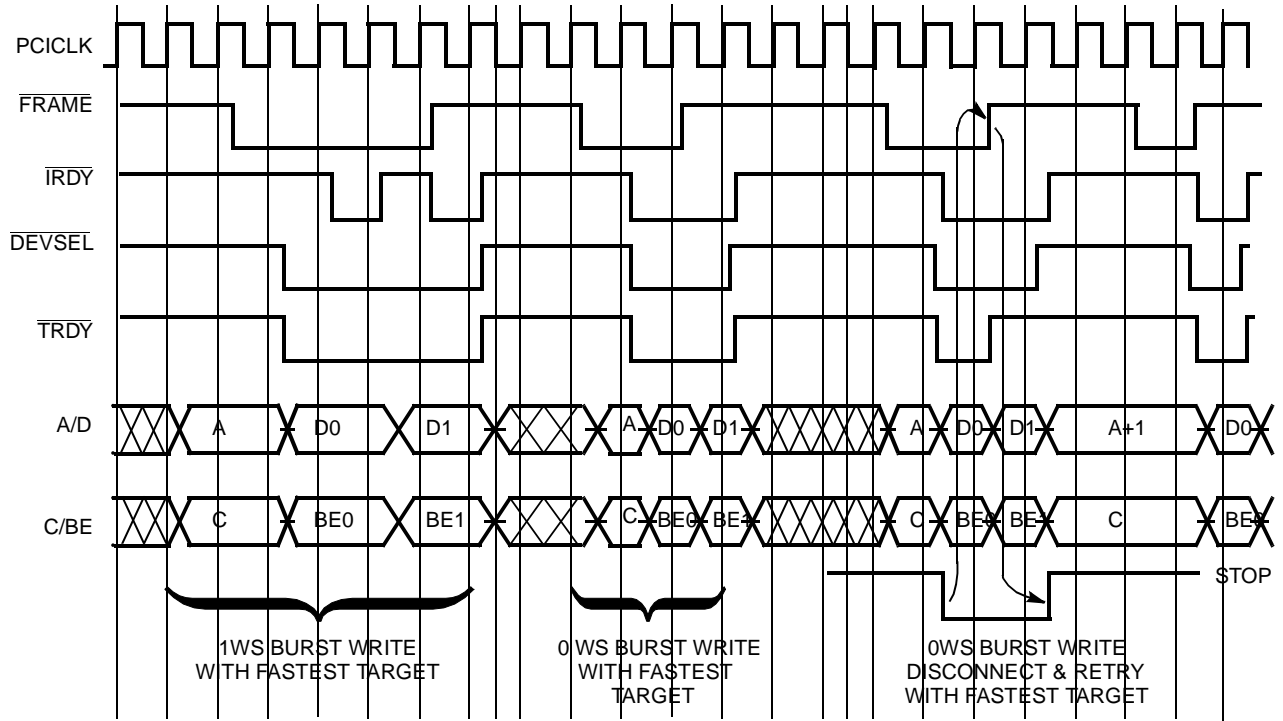 PCICLK
FRAME
IRDY
DEVSEL
TRDY
A/D A D0 D1 A D0 D1 A D0 D1 A+1 D0
C/BE C BE0 BE1 C BE0 BE1 C BE0 BE1 C BE0
STOP
1WS BURST WRITE
WITH FASTEST TARGET
0 WS BURST WRITE
WITH FASTEST
TARGET
0WS BURST WRITE
DISCONNECT & RETRY
WITH FASTEST TARGET